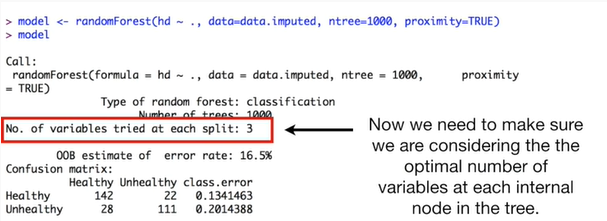 > model <- randomForest(hd ~ ., data=data.imputed, ntree=1000, proximity=TRUE)
> model
Call:
randomForest(formula = hd ~ ., data = data.imputed, ntree = 1000, proximity
= TRUE)
Type of random forest: classification
Number of trees: 1000
No. of variables tried at each split: 3
OOB estimate of error rate: 16.5%
Confusion matrix:
Healthy Unhealthy class.error
Healthy 142 22 0.1341463
Unhealthy 28 111 0.2014388
Now we need to make sure
we are considering the the
optimal number of
variables at each internal
node in the tree.